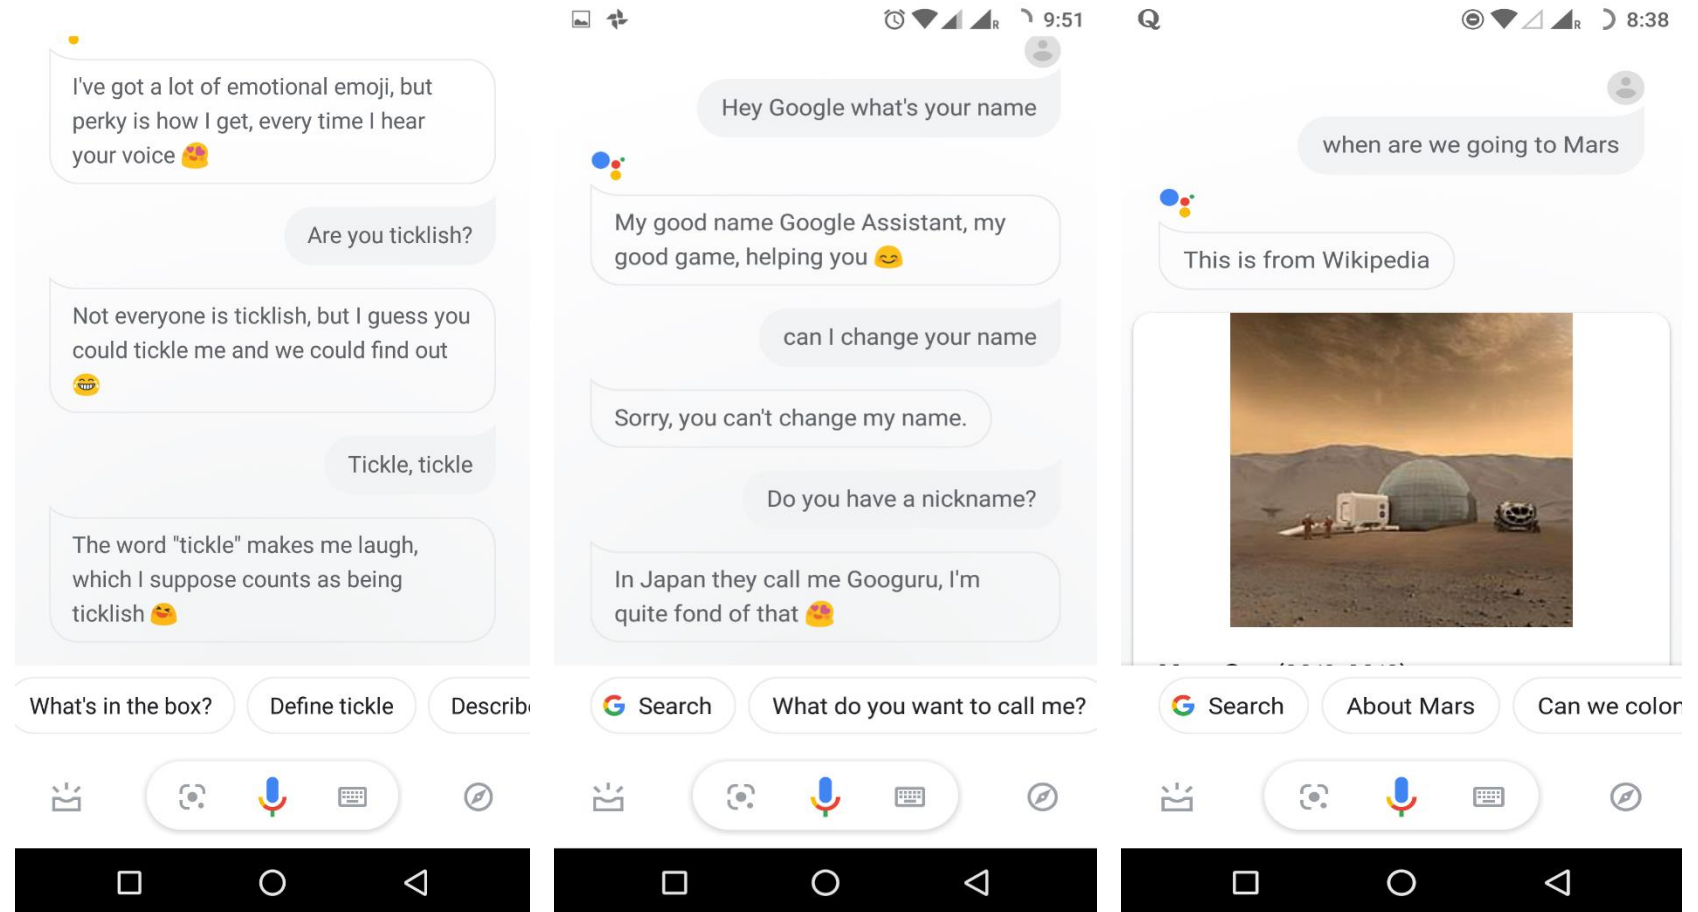 I've got a lot of emotional emoji, but
perky is how I get, every time I hear
your voice 😍
Are you ticklish?
Not everyone is ticklish, but I guess you
could tickle me and we could find out
😁
Tickle, tickle
The word "tickle" makes me laugh,
which I suppose counts as being
ticklish 😆
What's in the box?
Define tickle
Describ
9:51
Hey Google what's your name
My good name Google Assistant, my
good game, helping you 😊
can I change your name
Sorry, you can't change my name.
Do you have a nickname?
In Japan they call me Googuru, I'm
quite fond of that 😍
Search
What do you want to call me?
Q
R
8:38
when are we going to Mars
This is from Wikipedia
Search
About Mars
Can we color